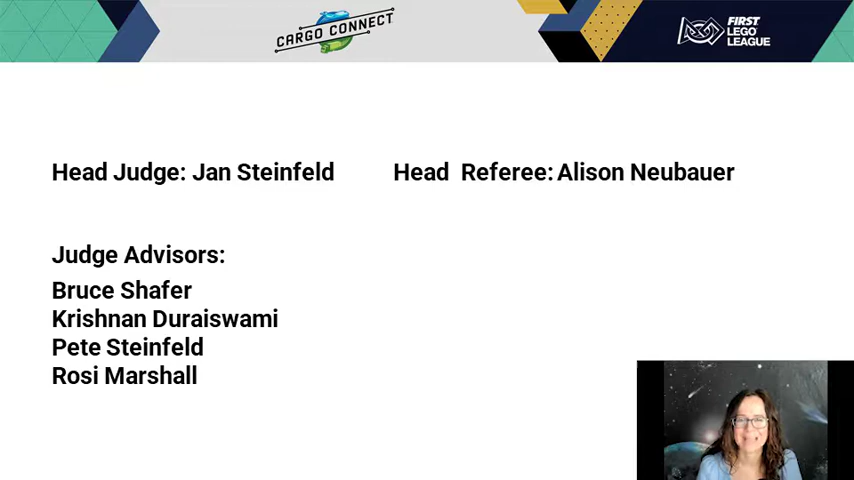 CARGO CONNECT
FIRST
LEGO
LEAGUE
Head Judge: Jan Steinfeld
Head Referee: Alison Neubauer
Judge Advisors:
Bruce Shafer
Krishnan Duraiswami
Pete Steinfeld
Rosi Marshall